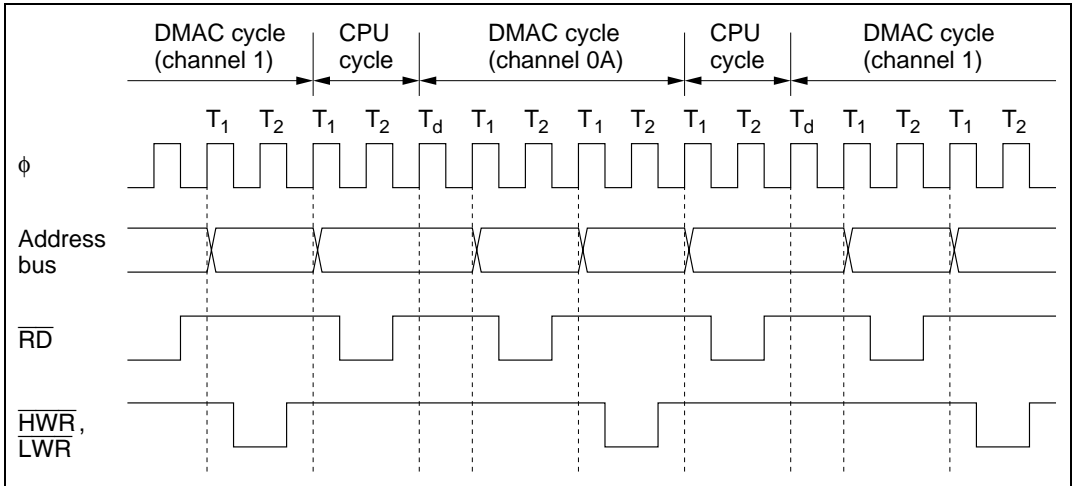 DMAC cycle (channel 1)
CPU cycle
DMAC cycle (channel 0A)
CPU cycle
DMAC cycle (channel 1)
T1 T2 T1 T2 Td T1 T2 T1 T2 T1 T2 Td T1 T2 T1 T2
ϕ
Address bus
RD
HWR, LWR